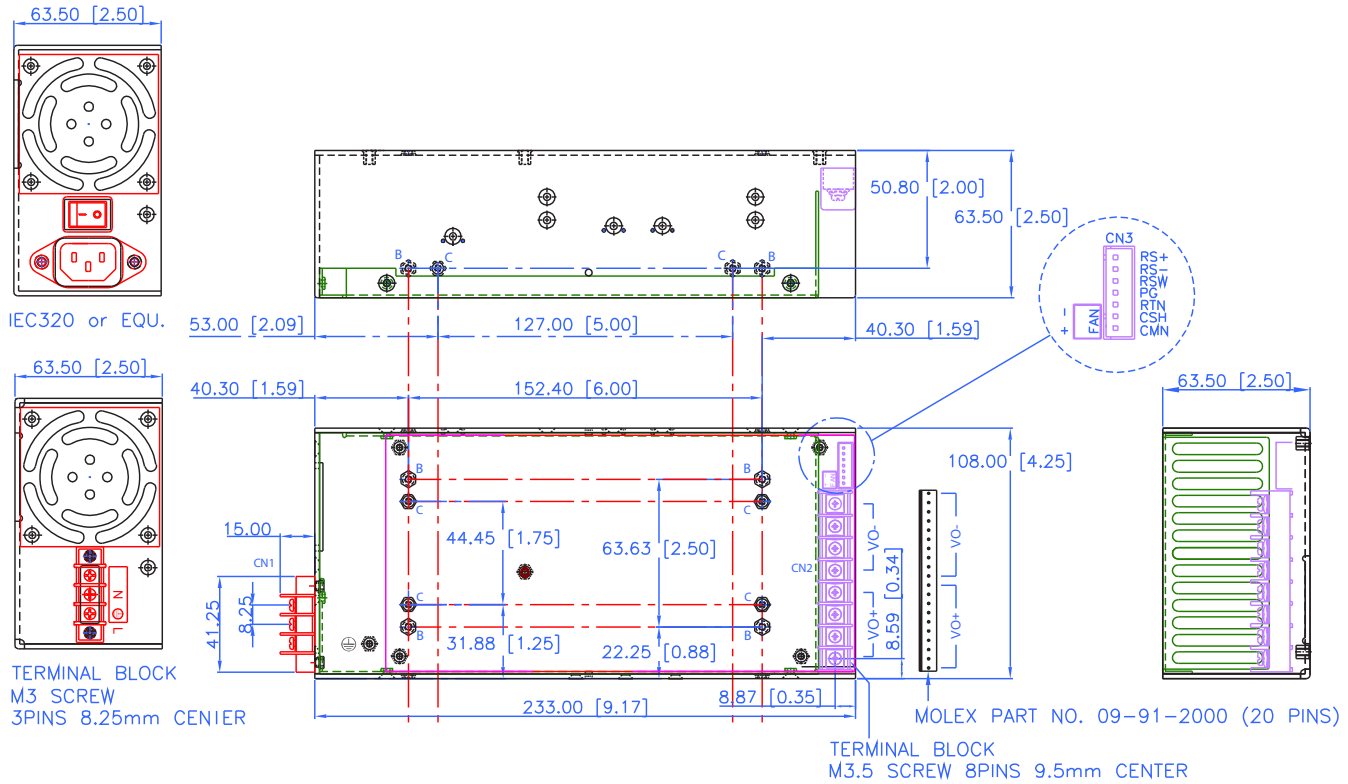 63.50 [2.50]
IEC320 or EQU.
63.50 [2.50]
N
L
TERMINAL BLOCK
M3 SCREW
3PINS 8.25mm CENIER
B
C
C
B
50.80 [2.00]
63.50 [2.50]
53.00 [2.09]
127.00 [5.00]
40.30 [1.59]
40.30 [1.59]
152.40 [6.00]
CN3
RS+
RS-
RSW
PG
RTN
CSH
CMN
-
+
FAN
63.50 [2.50]
B
B
C
C
FAN
108.00 [4.25]
15.00
CN1
44.45 [1.75]
63.63 [2.50]
CN2
VO-
VO-
41.25
8.25
C
C
B
B
31.88 [1.25]
22.25 [0.88]
VO+
8.59 [0.34]
VO+
233.00 [9.17]
8.87 [0.35]
MOLEX PART NO. 09-91-2000 (20 PINS)
TERMINAL BLOCK
M3.5 SCREW 8PINS 9.5mm CENTER